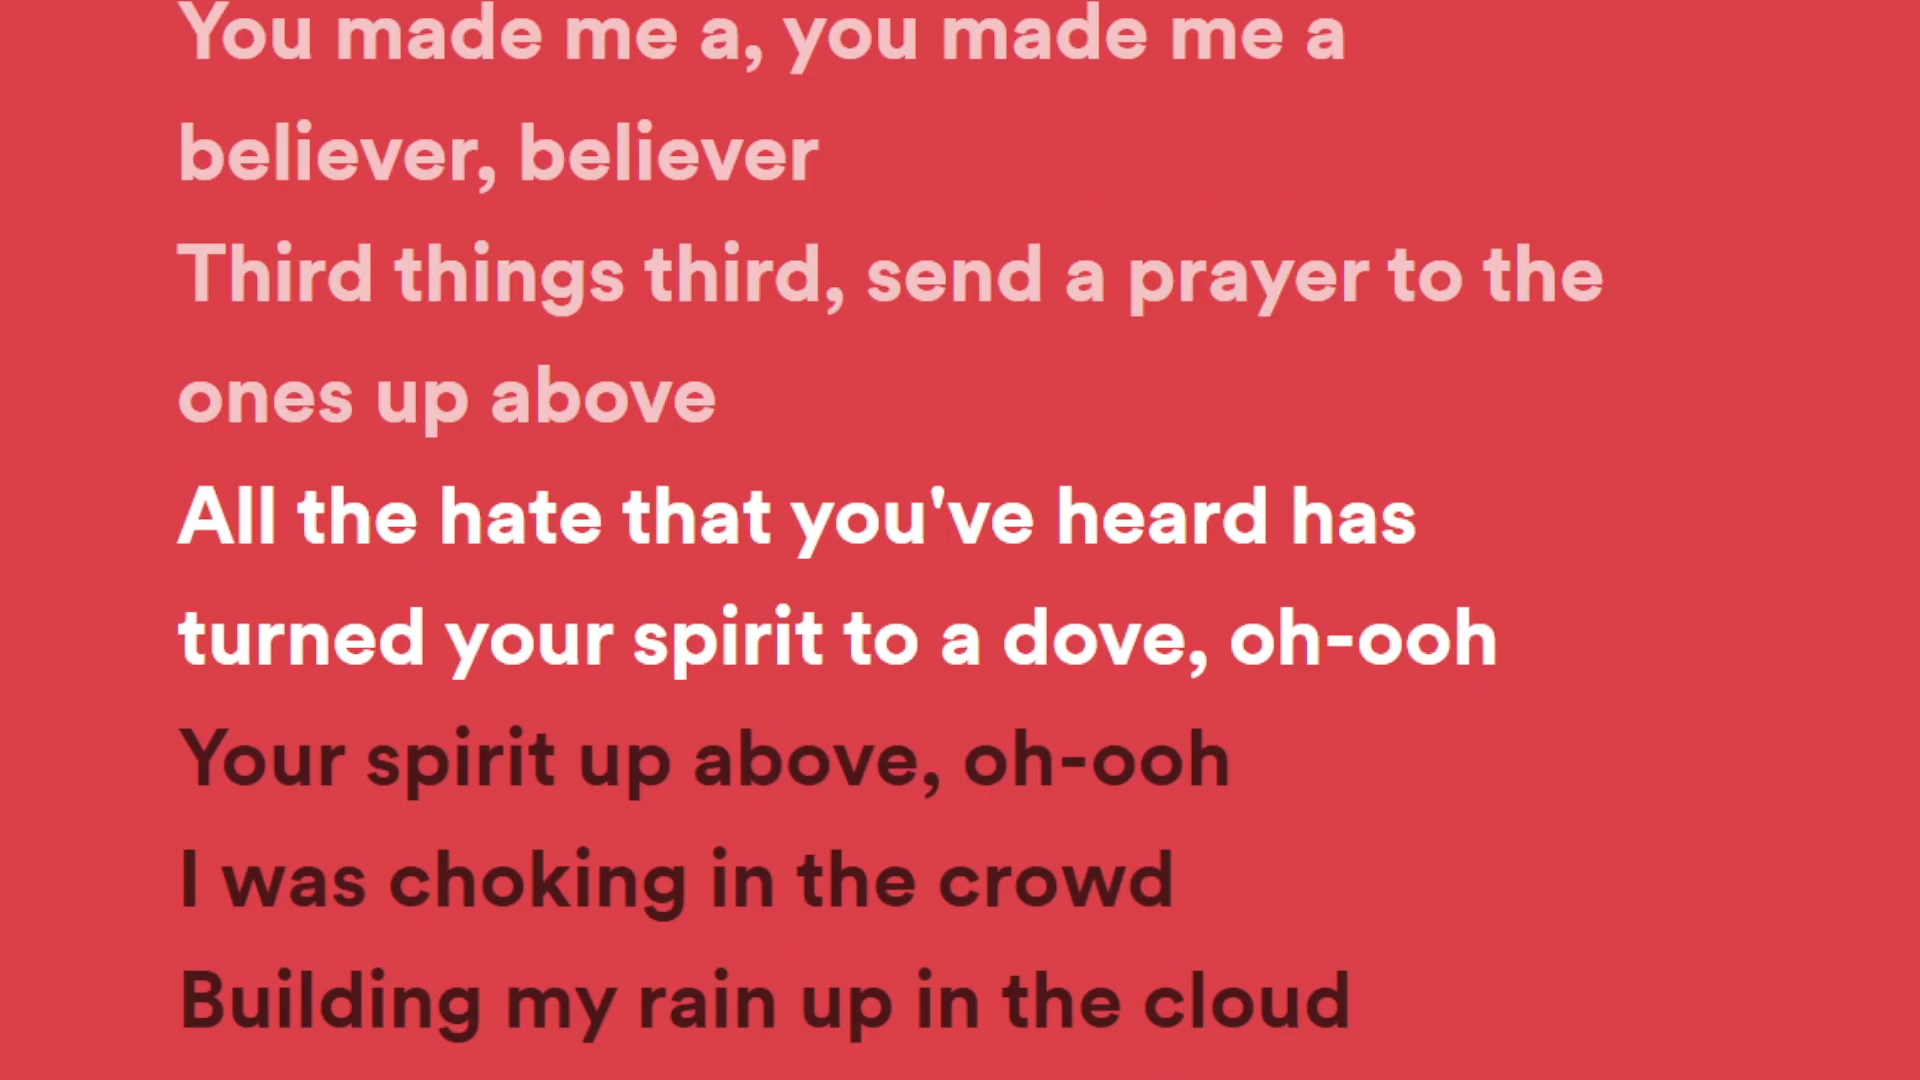 You made me a, you made me a
believer, believer
Third things third, send a prayer to the
ones up above
All the hate that you've heard has
turned your spirit to a dove, oh-ooh
Your spirit up above, oh-ooh
I was choking in the crowd
Building my rain up in the cloud